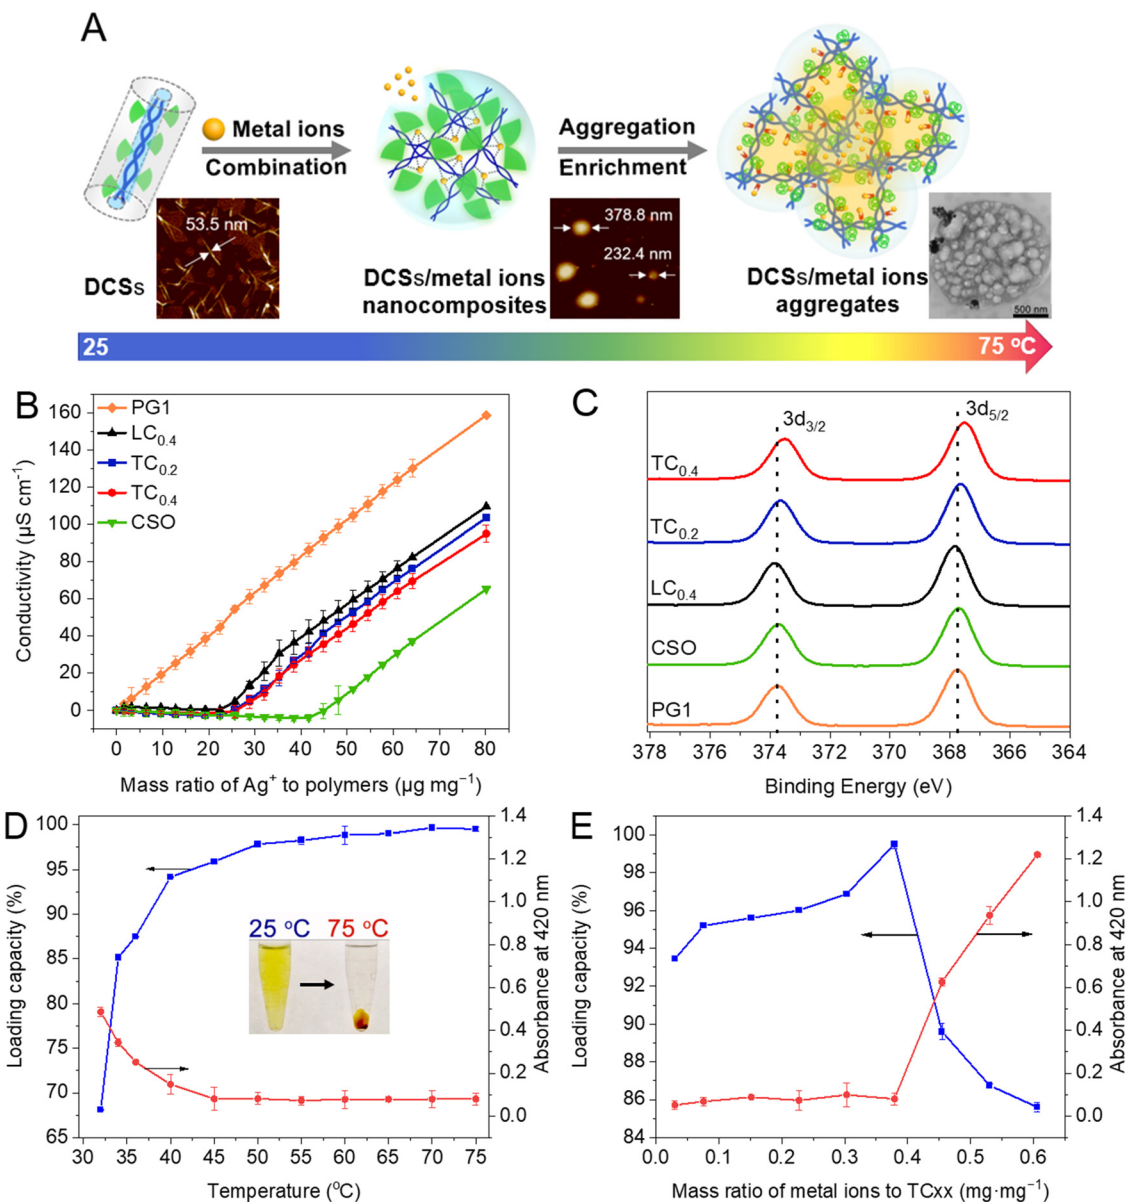 A
Metal ions
Combination
Aggregation
Enrichment
53.5 nm
378.8 nm
232.4 nm
500 nm
DCSs
DCSs/metal ions
nanocomposites
DCSs/metal ions
aggregates
25
75 ºC
B
PG1
LC0.4
TC0.2
TC0.4
CSO
160
140
120
100
80
60
40
20
0
Conductivity (µS cm⁻¹)
0 10 20 30 40 50 60 70 80
Mass ratio of Ag⁺ to polymers (µg mg⁻¹)
C
3d3/2
3d5/2
TC0.4
TC0.2
LC0.4
CSO
PG1
378 376 374 372 370 368 366 364
Binding Energy (eV)
D
100
95
90
85
80
75
70
65
Loading capacity (%)
25 ºC 75 ºC
1.4
1.2
1.0
0.8
0.6
0.4
0.2
0.0
Absorbance at 420 nm
30 35 40 45 50 55 60 65 70 75
Temperature (ºC)
E
100
98
96
94
92
90
88
86
84
Loading capacity (%)
1.4
1.2
1.0
0.8
0.6
0.4
0.2
0.0
Absorbance at 420 nm
0.0 0.1 0.2 0.3 0.4 0.5 0.6
Mass ratio of metal ions to TCxx (mg·mg⁻¹)